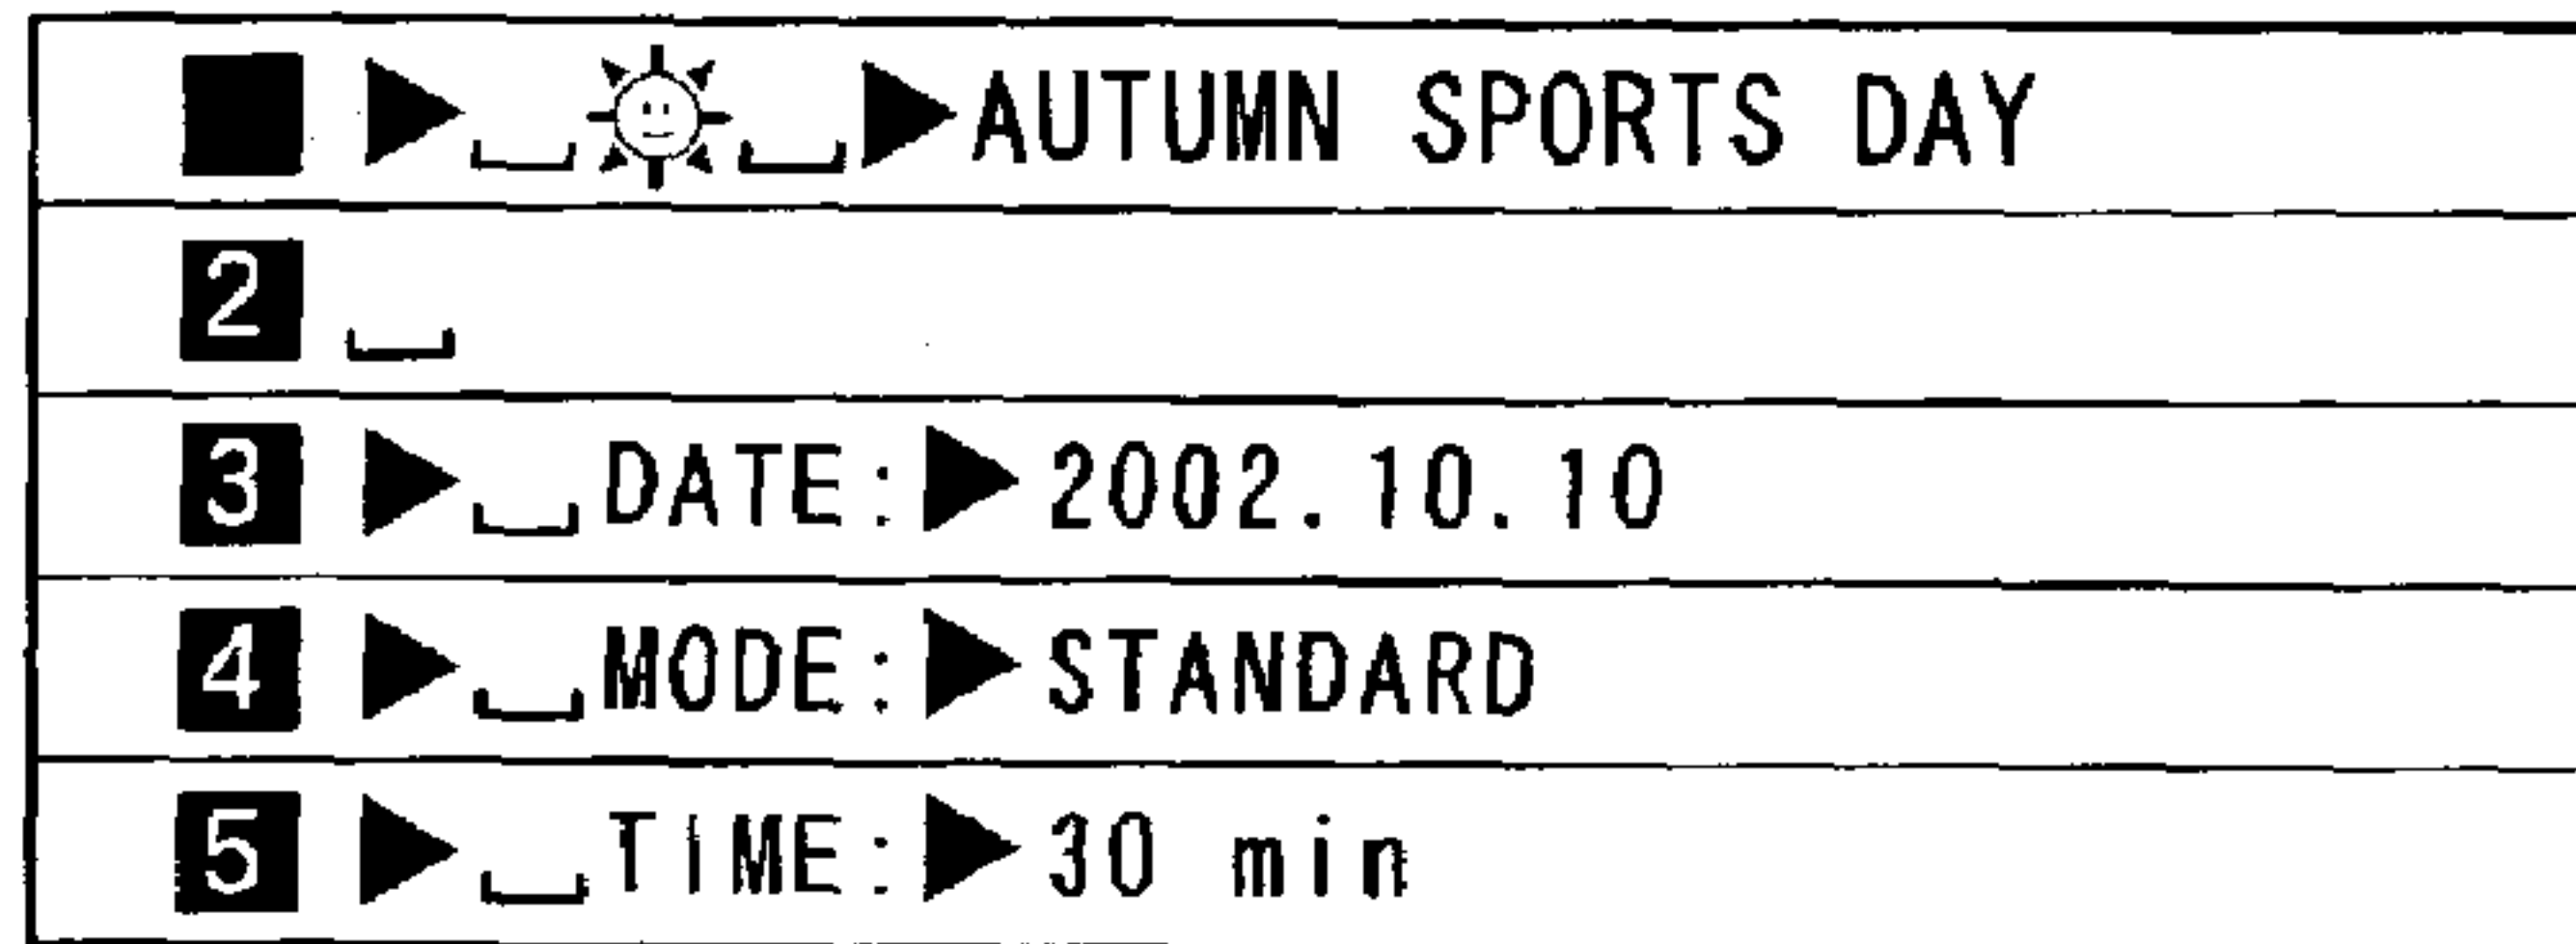 ■ ▶␣☀␣▶AUTUMN SPORTS DAY
2 ␣
3 ▶␣DATE:▶2002.10.10
4 ▶␣MODE:▶STANDARD
5 ▶␣TIME:▶30 min